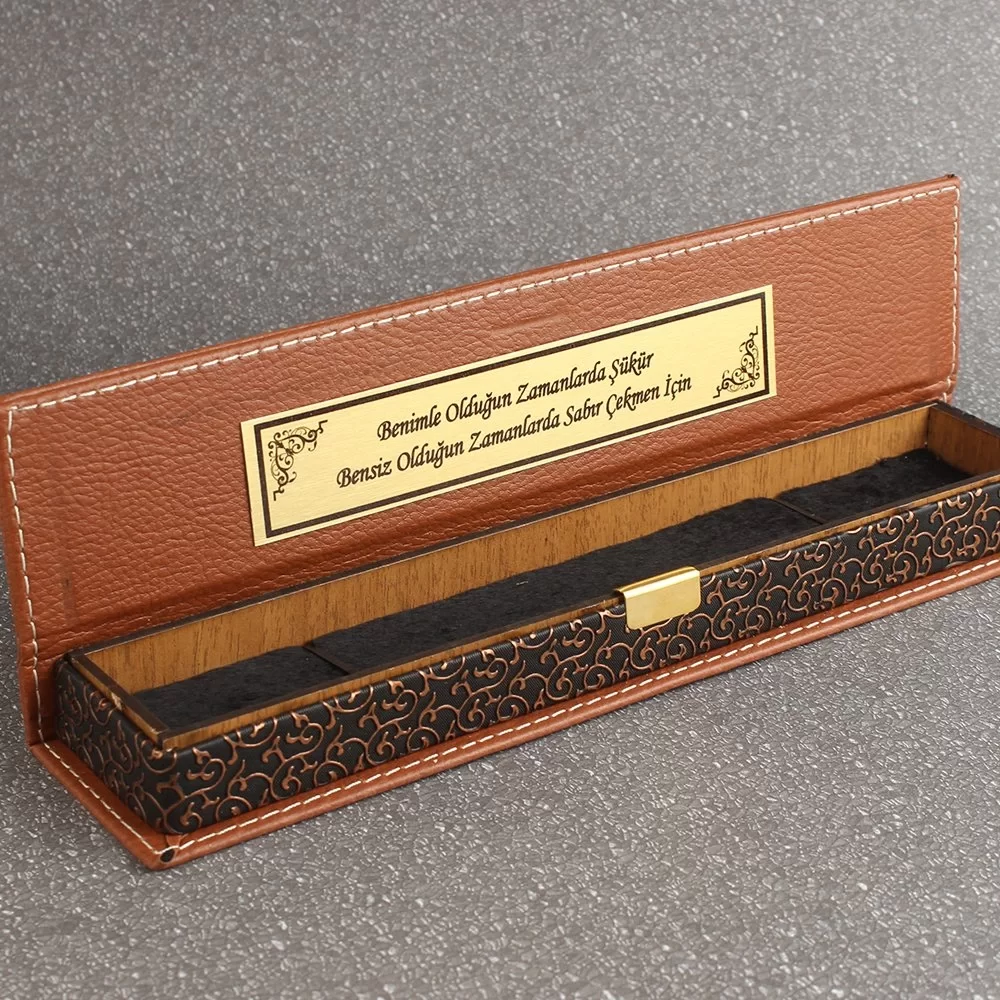 Benimle Olduğun Zamanlarda Şükür
Bensiz Olduğun Zamanlarda Sabır Çekmen İçin